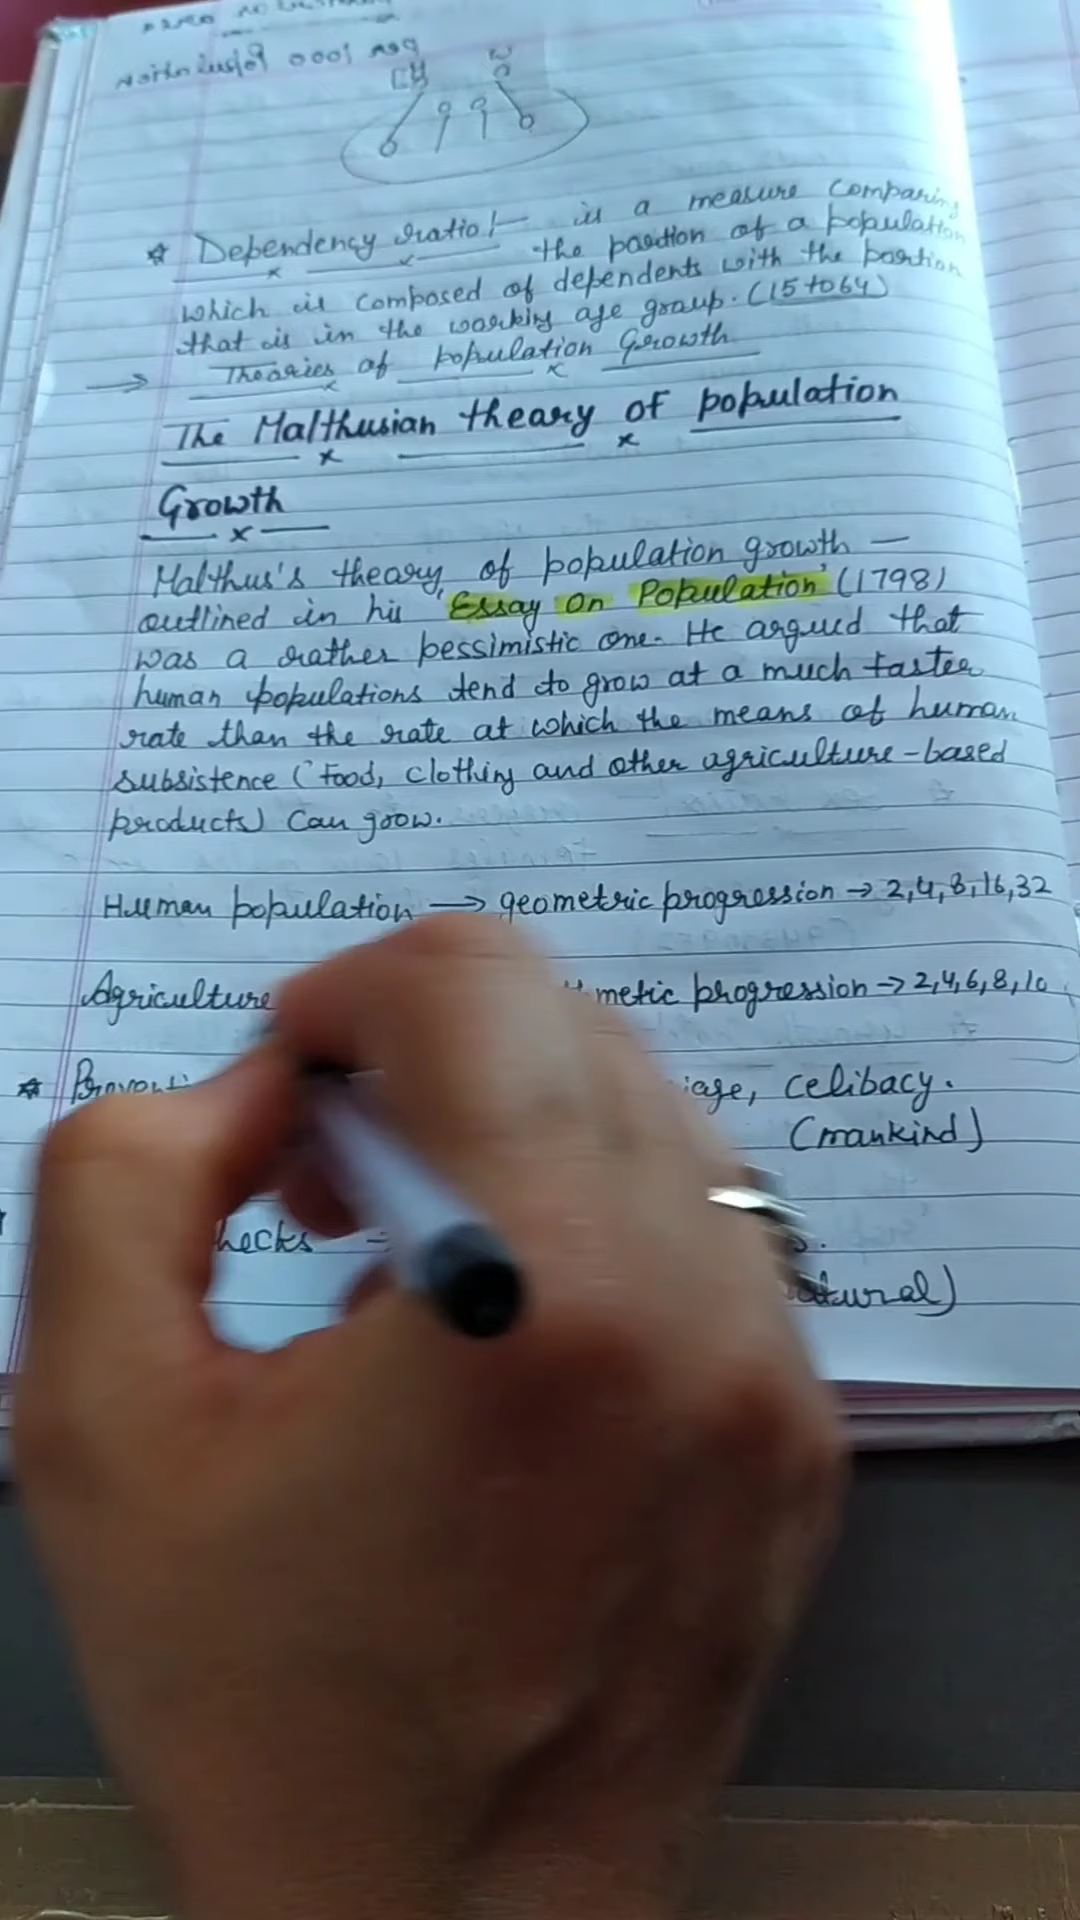 per 1000
* Dependency ratio!— is a measure comparing
the portion of a population
which is composed of dependents with the portion
that is in the working age group. (15 to 64)
→ Theories of population Growth
The Malthusian theory of population
Growth
Malthus's theory of population growth —
outlined in his 'Essay On Population' (1798)
was a rather pessimistic one. He argued that
human populations tend to grow at a much faster
rate than the rate at which the means of human
subsistence (food, clothing and other agriculture-based
products) can grow.
Human population → geometric progression → 2,4,8,16,32
Agriculture metic progression → 2,4,6,8,10
* celibacy.
(mankind)
hecks →